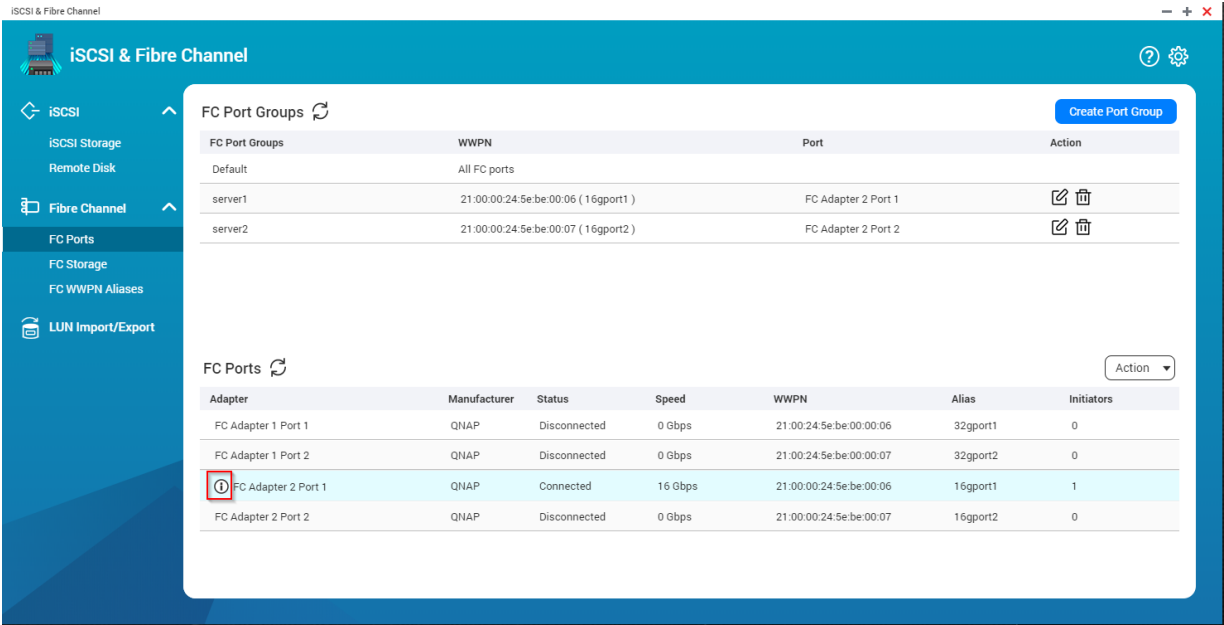 iSCSI & Fibre Channel
iSCSI & Fibre Channel
iSCSI
iSCSI Storage
Remote Disk
Fibre Channel
FC Ports
FC Storage
FC WWPN Aliases
LUN Import/Export
FC Port Groups
Create Port Group
FC Port Groups WWPN Port Action
Default All FC ports
server1 21:00:00:24:5e:be:00:06 ( 16gport1 ) FC Adapter 2 Port 1
server2 21:00:00:24:5e:be:00:07 ( 16gport2 ) FC Adapter 2 Port 2
FC Ports
Action
Adapter Manufacturer Status Speed WWPN Alias Initiators
FC Adapter 1 Port 1 QNAP Disconnected 0 Gbps 21:00:24:5e:be:00:00:06 32gport1 0
FC Adapter 1 Port 2 QNAP Disconnected 0 Gbps 21:00:24:5e:be:00:00:07 32gport2 0
FC Adapter 2 Port 1 QNAP Connected 16 Gbps 21:00:00:24:5e:be:00:06 16gport1 1
FC Adapter 2 Port 2 QNAP Disconnected 0 Gbps 21:00:00:24:5e:be:00:07 16gport2 0